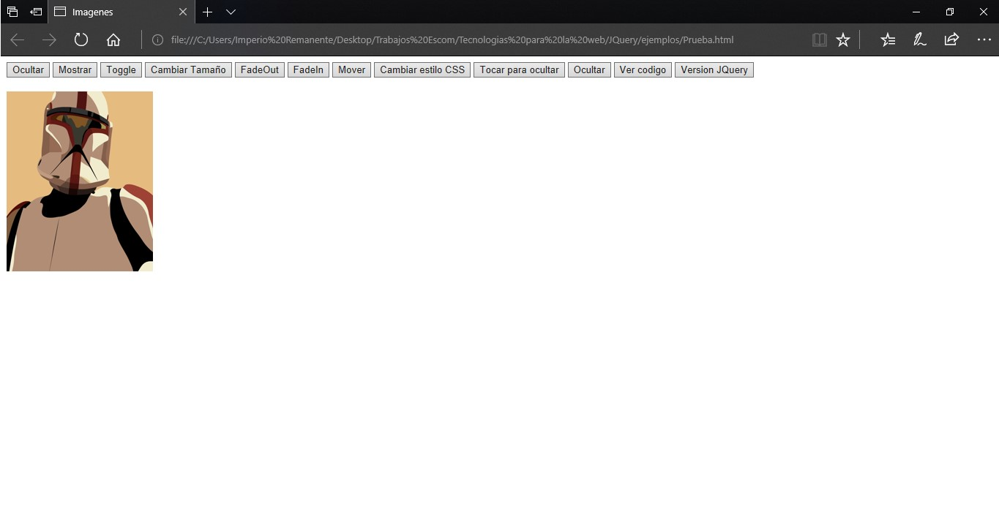 Imagenes
file:///C:/Users/Imperio%20Remanente/Desktop/Trabajos%20Escom/Tecnologias%20para%20la%20web/JQuery/ejemplos/Prueba.html
Ocultar Mostrar Toggle Cambiar Tamaño FadeOut FadeIn Mover Cambiar estilo CSS Tocar para ocultar Ocultar Ver codigo Version JQuery